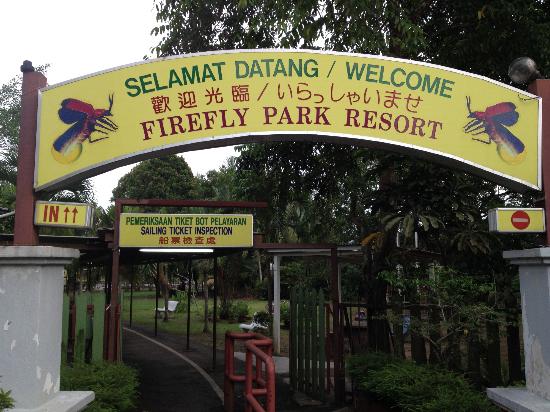 SELAMAT DATANG / WELCOME
歡迎光臨/いらっしゃいませ
FIREFLY PARK RESORT
IN ↑↑
PEMERIKSAAN TIKET BOT PELAYARAN
SAILING TICKET INSPECTION
船票檢查處